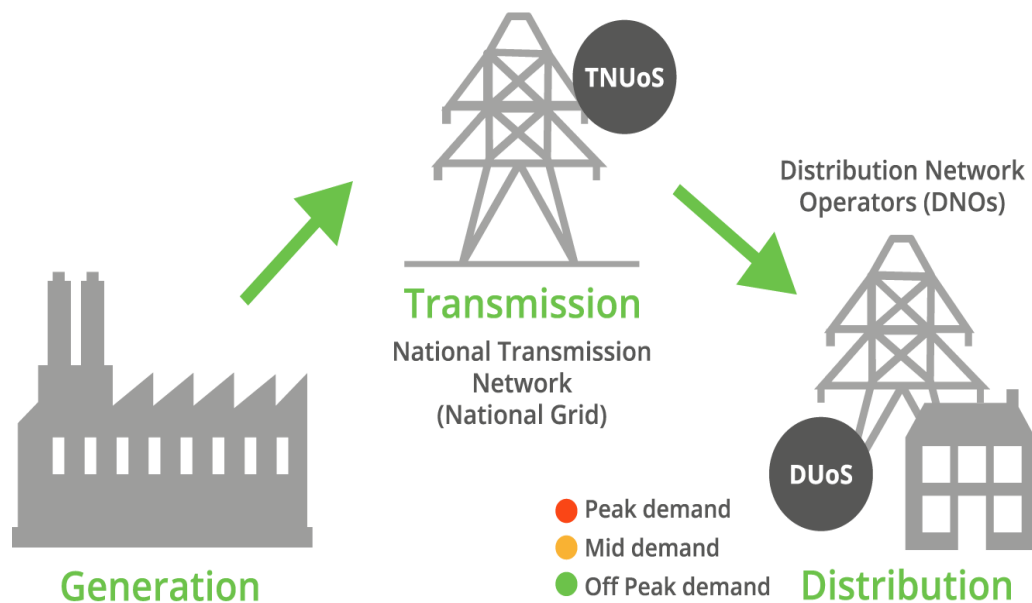 TNUoS
Distribution Network
Operators (DNOs)
Transmission
National Transmission
Network
(National Grid)
DUoS
Peak demand
Mid demand
Off Peak demand
Generation
Distribution